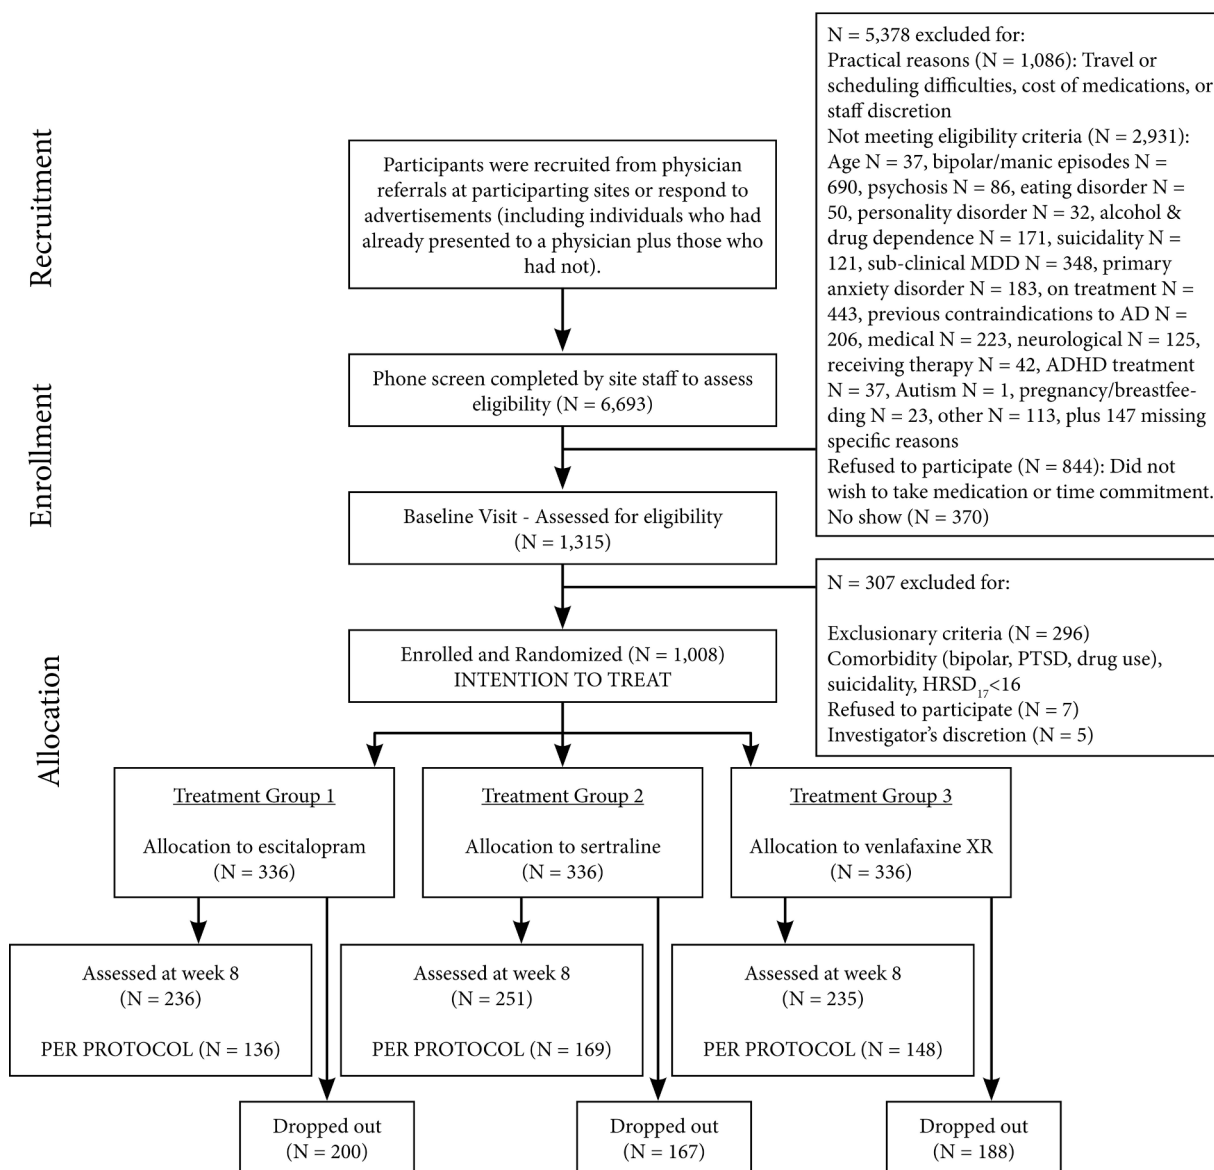 Recruitment
Enrollment
Allocation
Participants were recruited from physician
referrals at participarting sites or respond to
advertisements (including individuals who had
already presented to a physician plus those who
had not).
Phone screen completed by site staff to assess
eligibility (N = 6,693)
N = 5,378 excluded for:
Practical reasons (N = 1,086): Travel or
scheduling difficulties, cost of medications, or
staff discretion
Not meeting eligibility criteria (N = 2,931):
Age N = 37, bipolar/manic episodes N =
690, psychosis N = 86, eating disorder N =
50, personality disorder N = 32, alcohol &
drug dependence N = 171, suicidality N =
121, sub-clinical MDD N = 348, primary
anxiety disorder N = 183, on treatment N =
443, previous contraindications to AD N =
206, medical N = 223, neurological N = 125,
receiving therapy N = 42, ADHD treatment
N = 37, Autism N = 1, pregnancy/breastfee-
ding N = 23, other N = 113, plus 147 missing
specific reasons
Refused to participate (N = 844): Did not
wish to take medication or time commitment.
No show (N = 370)
Baseline Visit - Assessed for eligibility
(N = 1,315)
N = 307 excluded for:
Exclusionary criteria (N = 296)
Comorbidity (bipolar, PTSD, drug use),
suicidality, HRSD17<16
Refused to participate (N = 7)
Investigator's discretion (N = 5)
Enrolled and Randomized (N = 1,008)
INTENTION TO TREAT
Treatment Group 1
Allocation to escitalopram
(N = 336)
Treatment Group 2
Allocation to sertraline
(N = 336)
Treatment Group 3
Allocation to venlafaxine XR
(N = 336)
Assessed at week 8
(N = 236)
PER PROTOCOL (N = 136)
Assessed at week 8
(N = 251)
PER PROTOCOL (N = 169)
Assessed at week 8
(N = 235)
PER PROTOCOL (N = 148)
Dropped out
(N = 200)
Dropped out
(N = 167)
Dropped out
(N = 188)